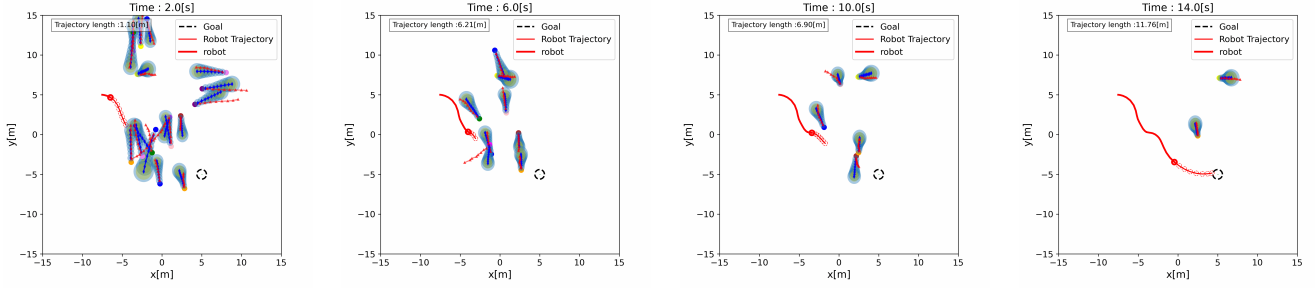 Time : 2.0[s]
Trajectory length :1.10[m]
Goal
Robot Trajectory
robot
15
10
5
0
−5
−10
−15
y[m]
−15 −10 −5 0 5 10 15
x[m]
Time : 6.0[s]
Trajectory length :6.21[m]
Goal
Robot Trajectory
robot
15
10
5
0
−5
−10
−15
y[m]
−15 −10 −5 0 5 10 15
x[m]
Time : 10.0[s]
Trajectory length :6.90[m]
Goal
Robot Trajectory
robot
15
10
5
0
−5
−10
−15
y[m]
−15 −10 −5 0 5 10 15
x[m]
Time : 14.0[s]
Trajectory length :11.76[m]
Goal
Robot Trajectory
robot
15
10
5
0
−5
−10
−15
y[m]
−15 −10 −5 0 5 10 15
x[m]